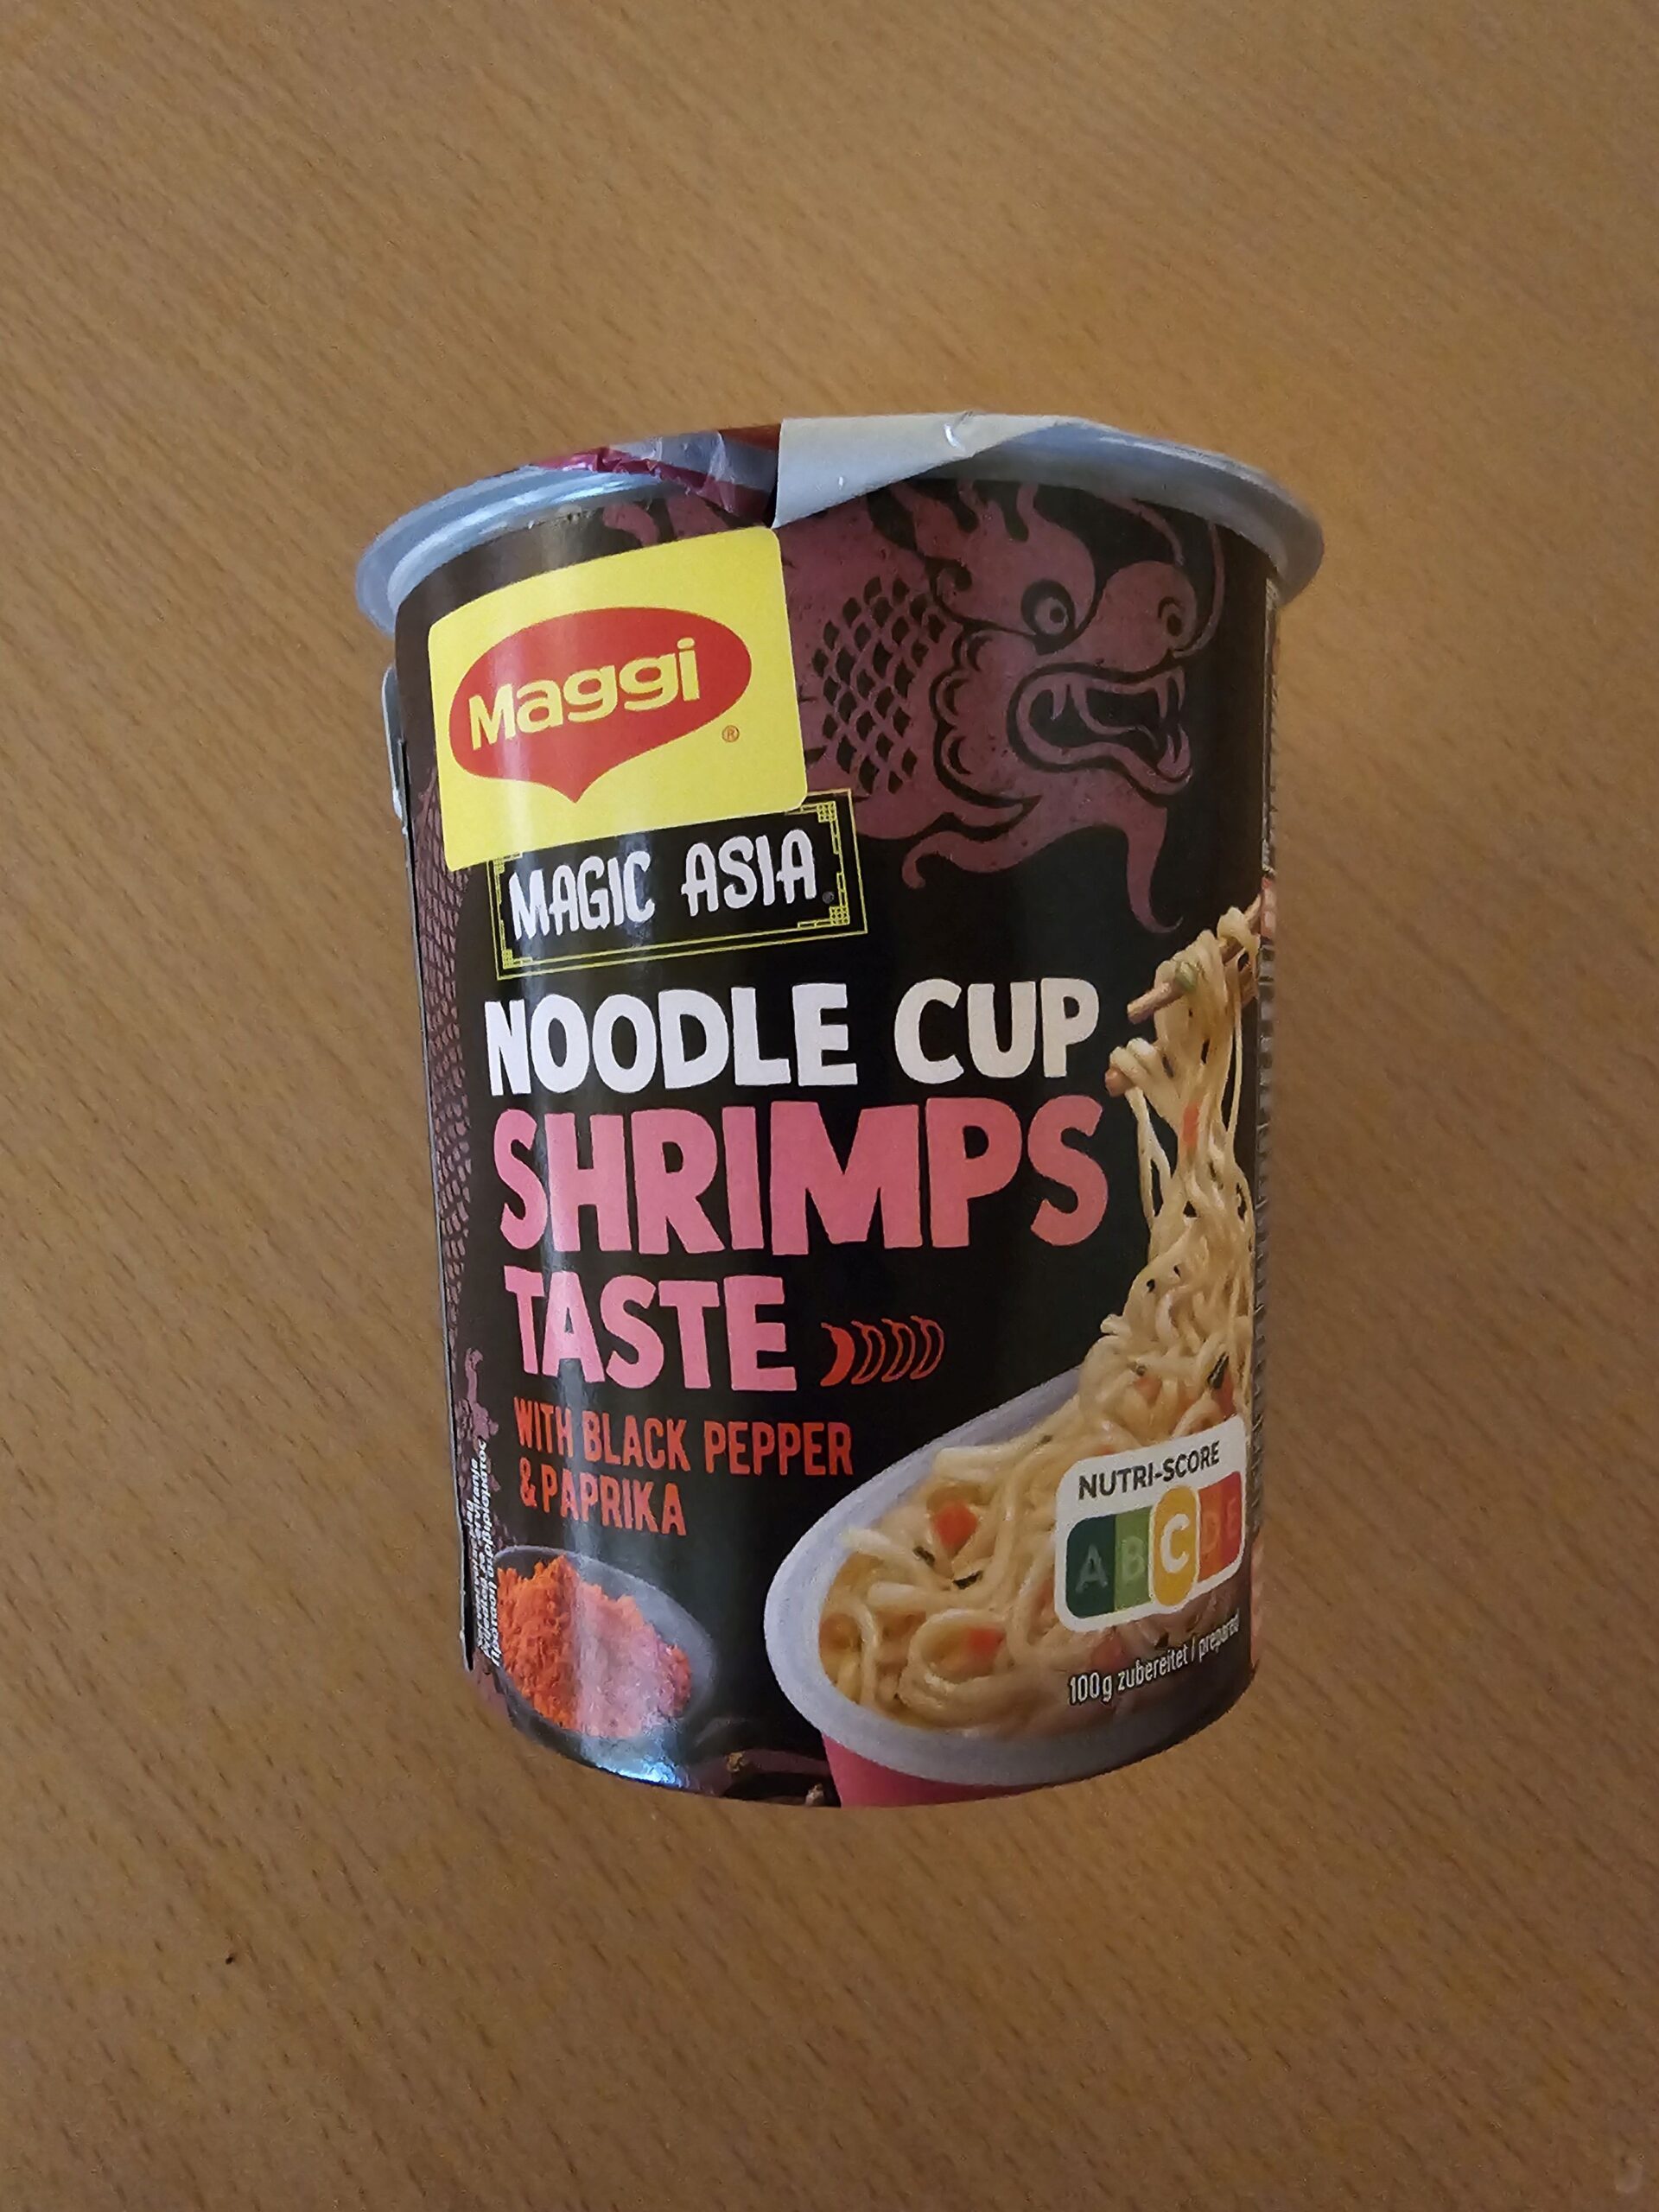 Maggi
®
MAGIC ASIA
NOODLE CUP
SHRIMPS
TASTE
WITH BLACK PEPPER
& PAPRIKA
NUTRI-SCORE
A B C D E
100g zubereitet / prepared